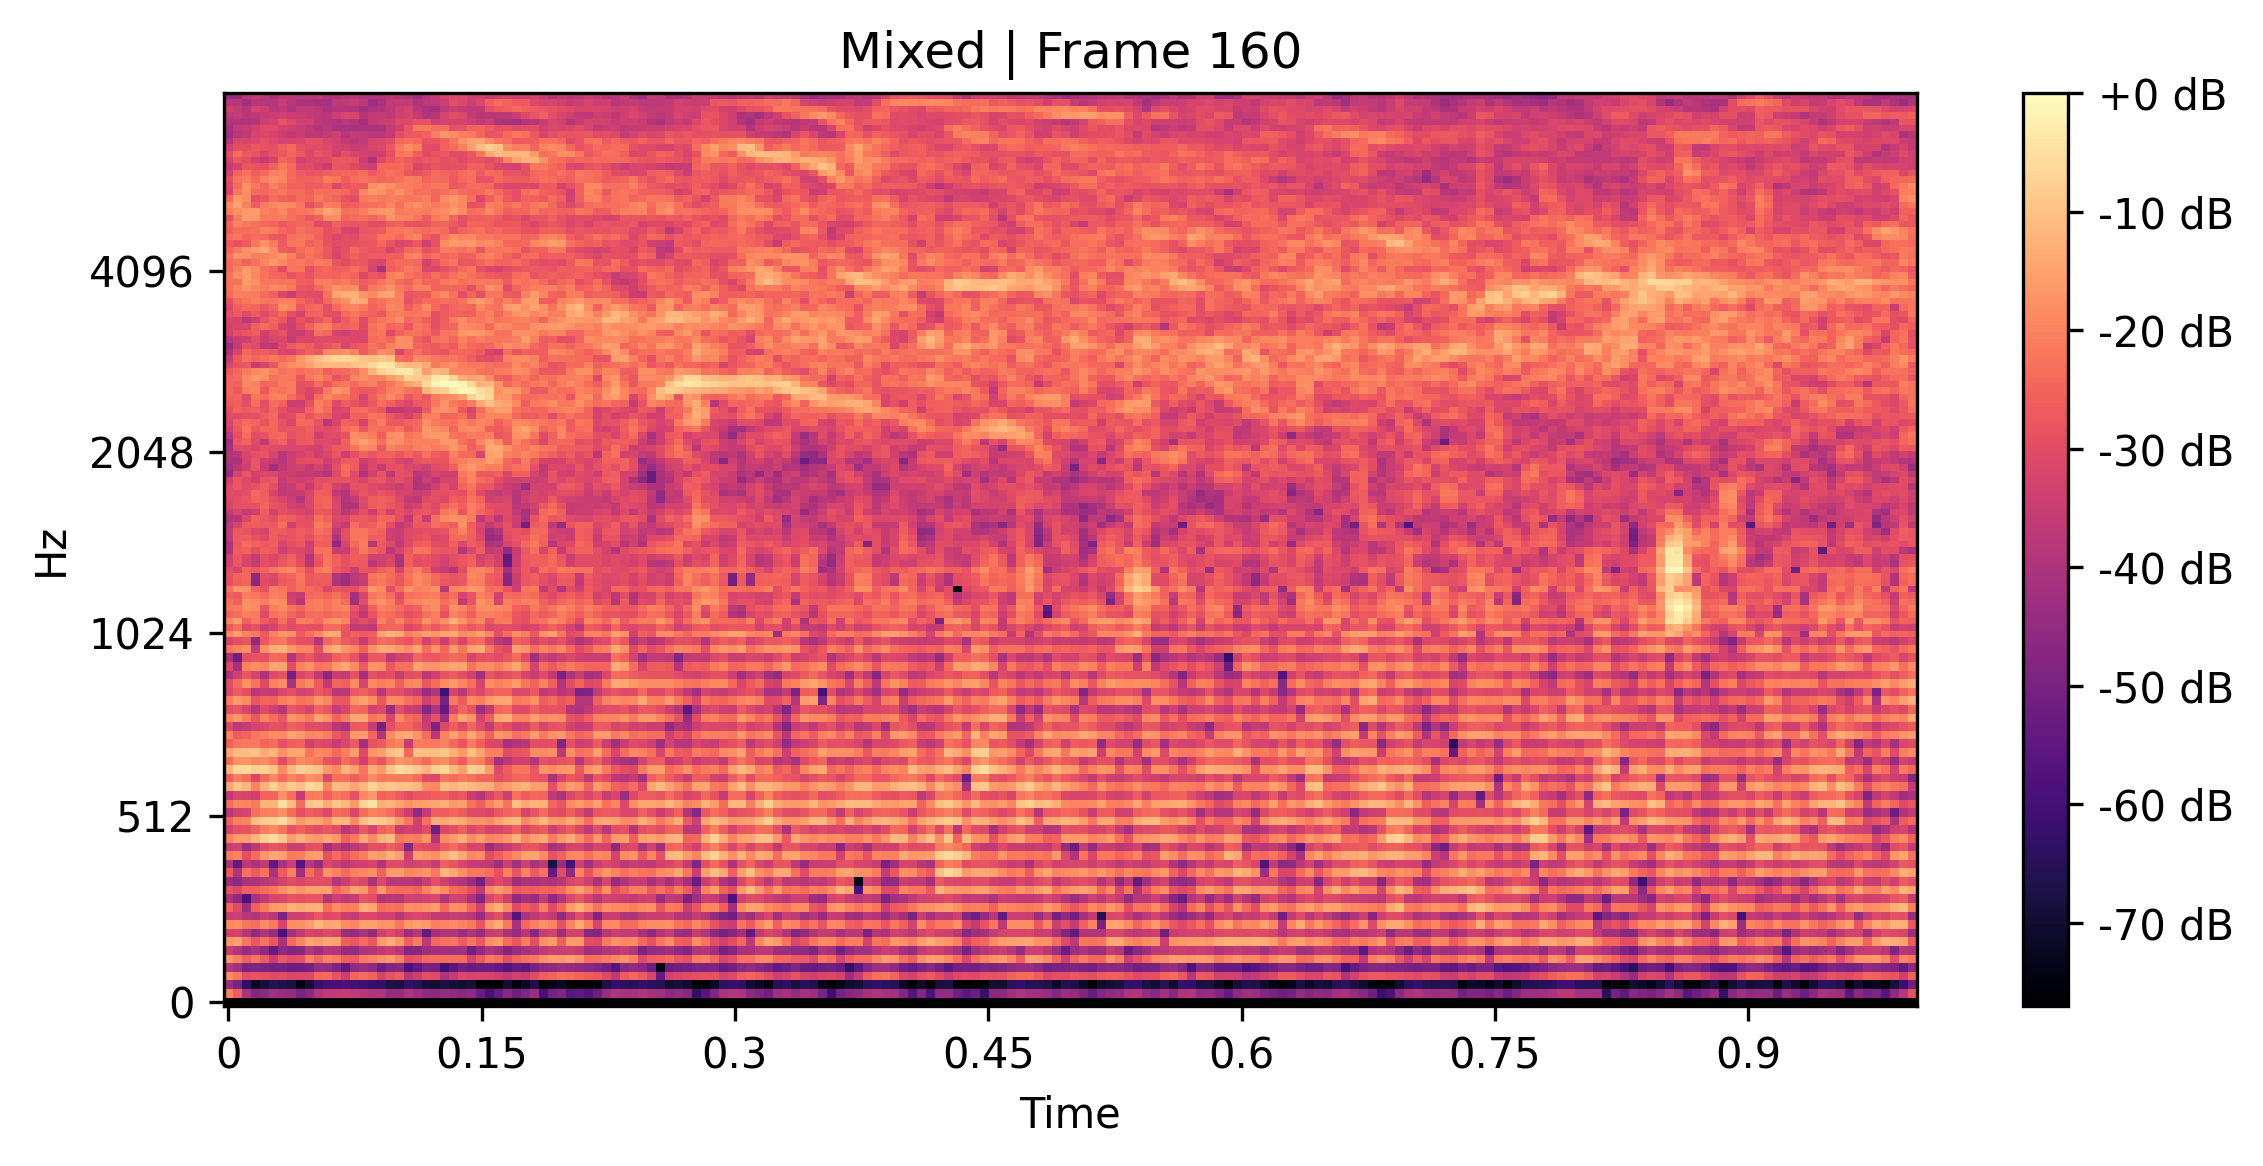 Mixed | Frame 160
Hz
4096
2048
1024
512
0
0 0.15 0.3 0.45 0.6 0.75 0.9
Time
+0 dB
-10 dB
-20 dB
-30 dB
-40 dB
-50 dB
-60 dB
-70 dB